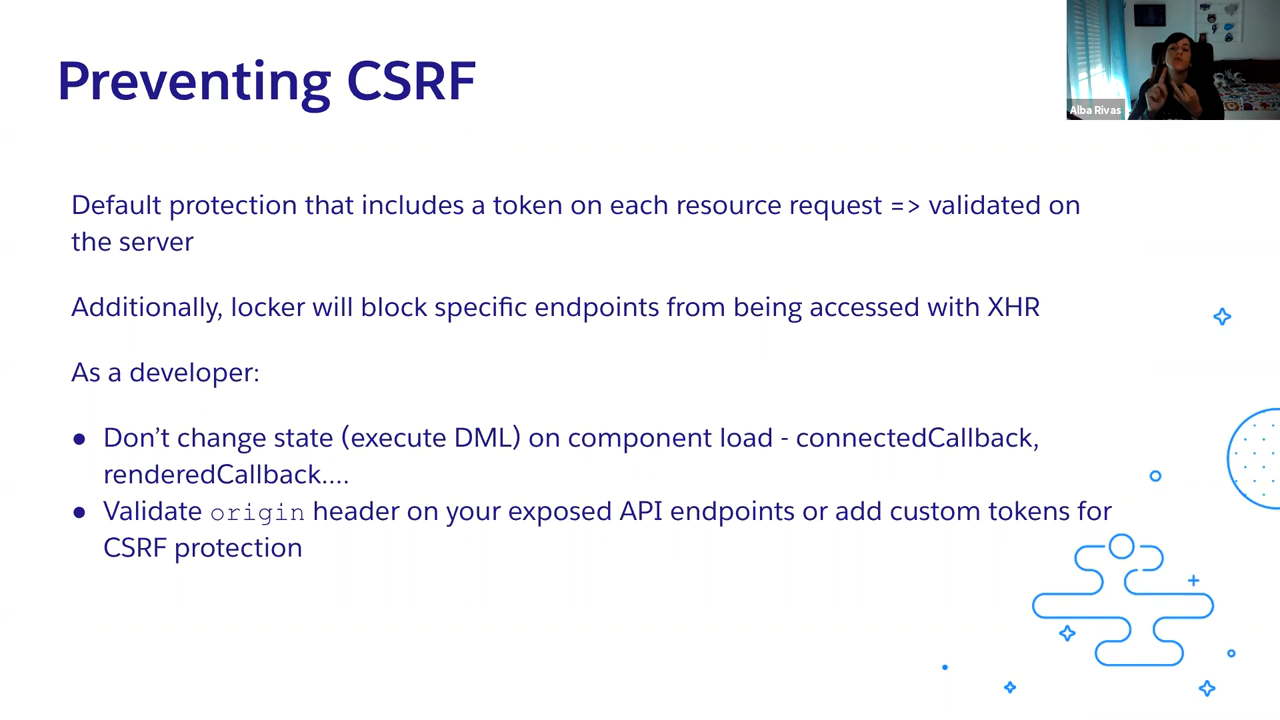 Preventing CSRF
Alba Rivas
Default protection that includes a token on each resource request => validated on
the server
Additionally, locker will block specific endpoints from being accessed with XHR
As a developer:
● Don’t change state (execute DML) on component load - connectedCallback,
renderedCallback....
● Validate origin header on your exposed API endpoints or add custom tokens for
CSRF protection